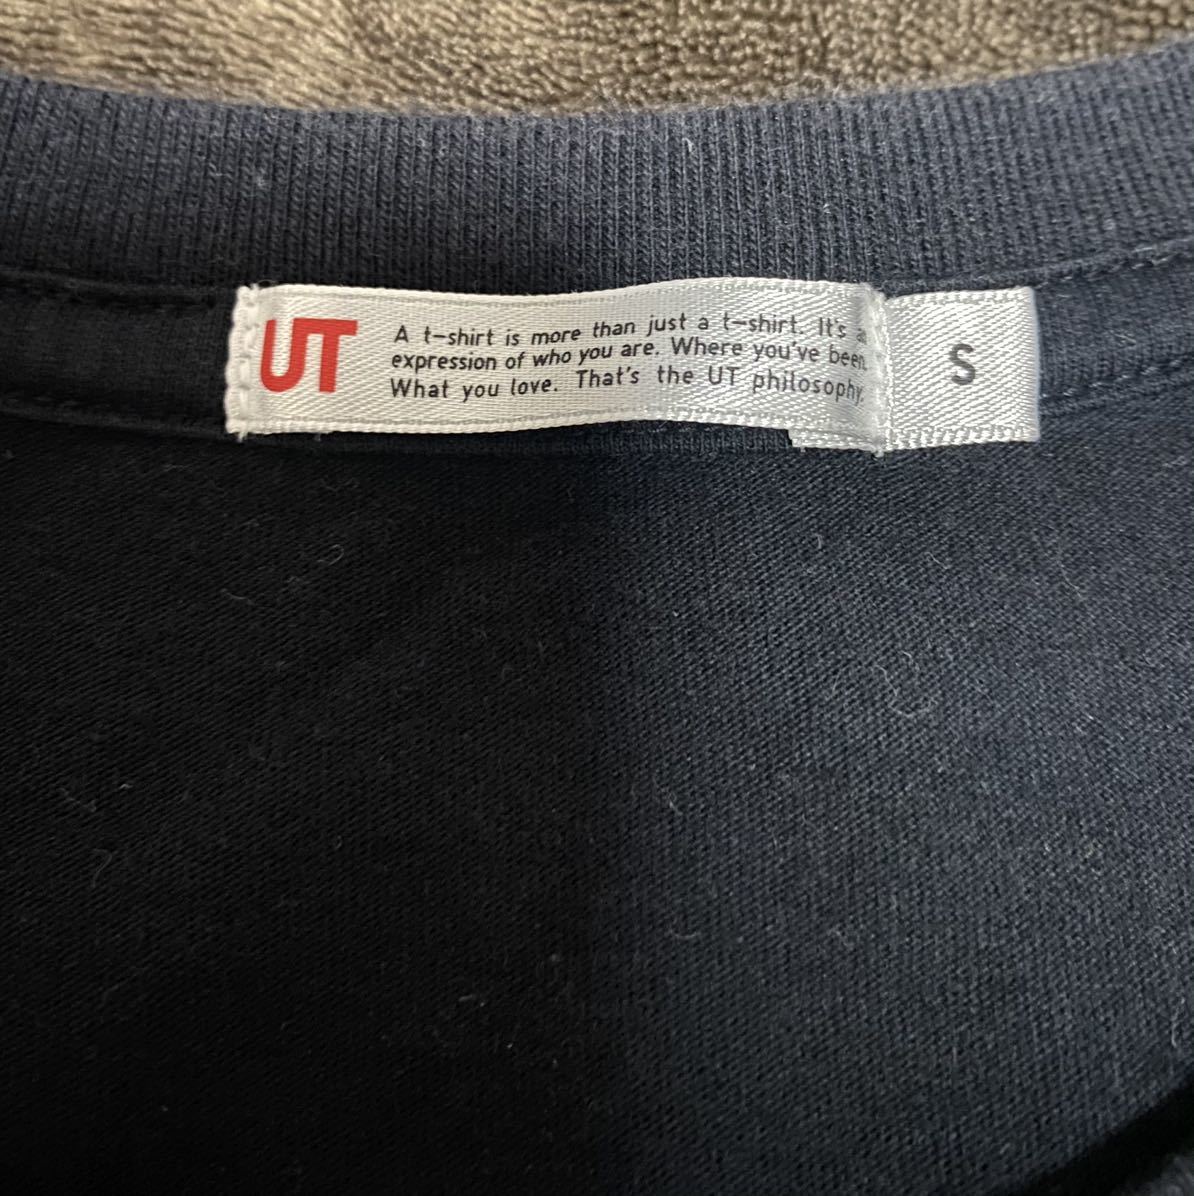 UT
A t-shirt is more than just a t-shirt. It's a
expression of who you are. Where you've been.
What you love. That's the UT philosophy.
S